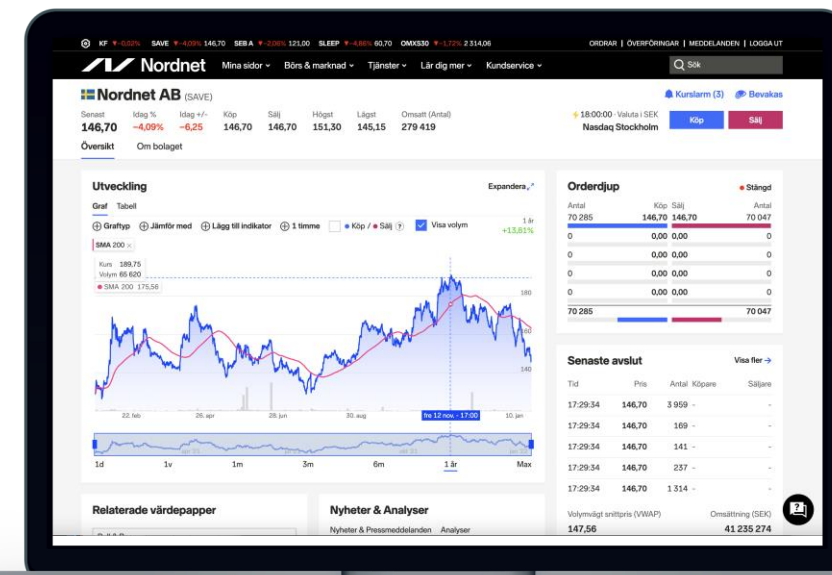 KF ▼-0,02% SAVE ▼-4,09% 146,70 SEB A ▼-2,06% 121,00 SLEEP ▼-4,86% 60,70 OMXS30 ▼-1,72% 2 314,06 ORDRAR | ÖVERFÖRINGAR | MEDDELANDEN | LOGGA UT
Nordnet Mina sidor Börs & marknad Tjänster Lär dig mer Kundservice Sök
Nordnet AB (SAVE) Kurslarm (3) Bevakas
Senast Idag % Idag +/- Köp Sälj Högst Lägst Omsatt (Antal) 18:00:00 · Valuta i SEK
146,70 -4,09% -6,25 146,70 146,70 151,30 145,15 279 419 Nasdaq Stockholm Köp Sälj
Översikt Om bolaget
Utveckling Expandera
Graf Tabell
Graftyp Jämför med Lägg till indikator 1 timme Köp / Sälj ? Visa volym 1 år
+13,81%
SMA 200 ×
Kurs 189,75
Volym 65 620
SMA 200 175,56
180
160
140
22. feb 26. apr 28. jun 30. aug fre 12 nov. - 17:00 10. jan
1d 1v 1m 3m 6m 1 år Max
Orderdjup Stängd
Antal Köp Sälj Antal
70 285 146,70 146,70 70 047
0 0,00 0,00 0
0 0,00 0,00 0
0 0,00 0,00 0
0 0,00 0,00 0
70 285 70 047
Senaste avslut Visa fler →
Tid Pris Antal Köpare Säljare
17:29:34 146,70 3 959 - -
17:29:34 146,70 169 - -
17:29:34 146,70 141 - -
17:29:34 146,70 237 - -
17:29:34 146,70 1 314 - -
Volymvägt snittpris (VWAP) Omsättning (SEK)
147,56 41 235 274
Relaterade värdepapper
Nyheter & Analyser
Nyheter & Pressmeddelanden Analyser